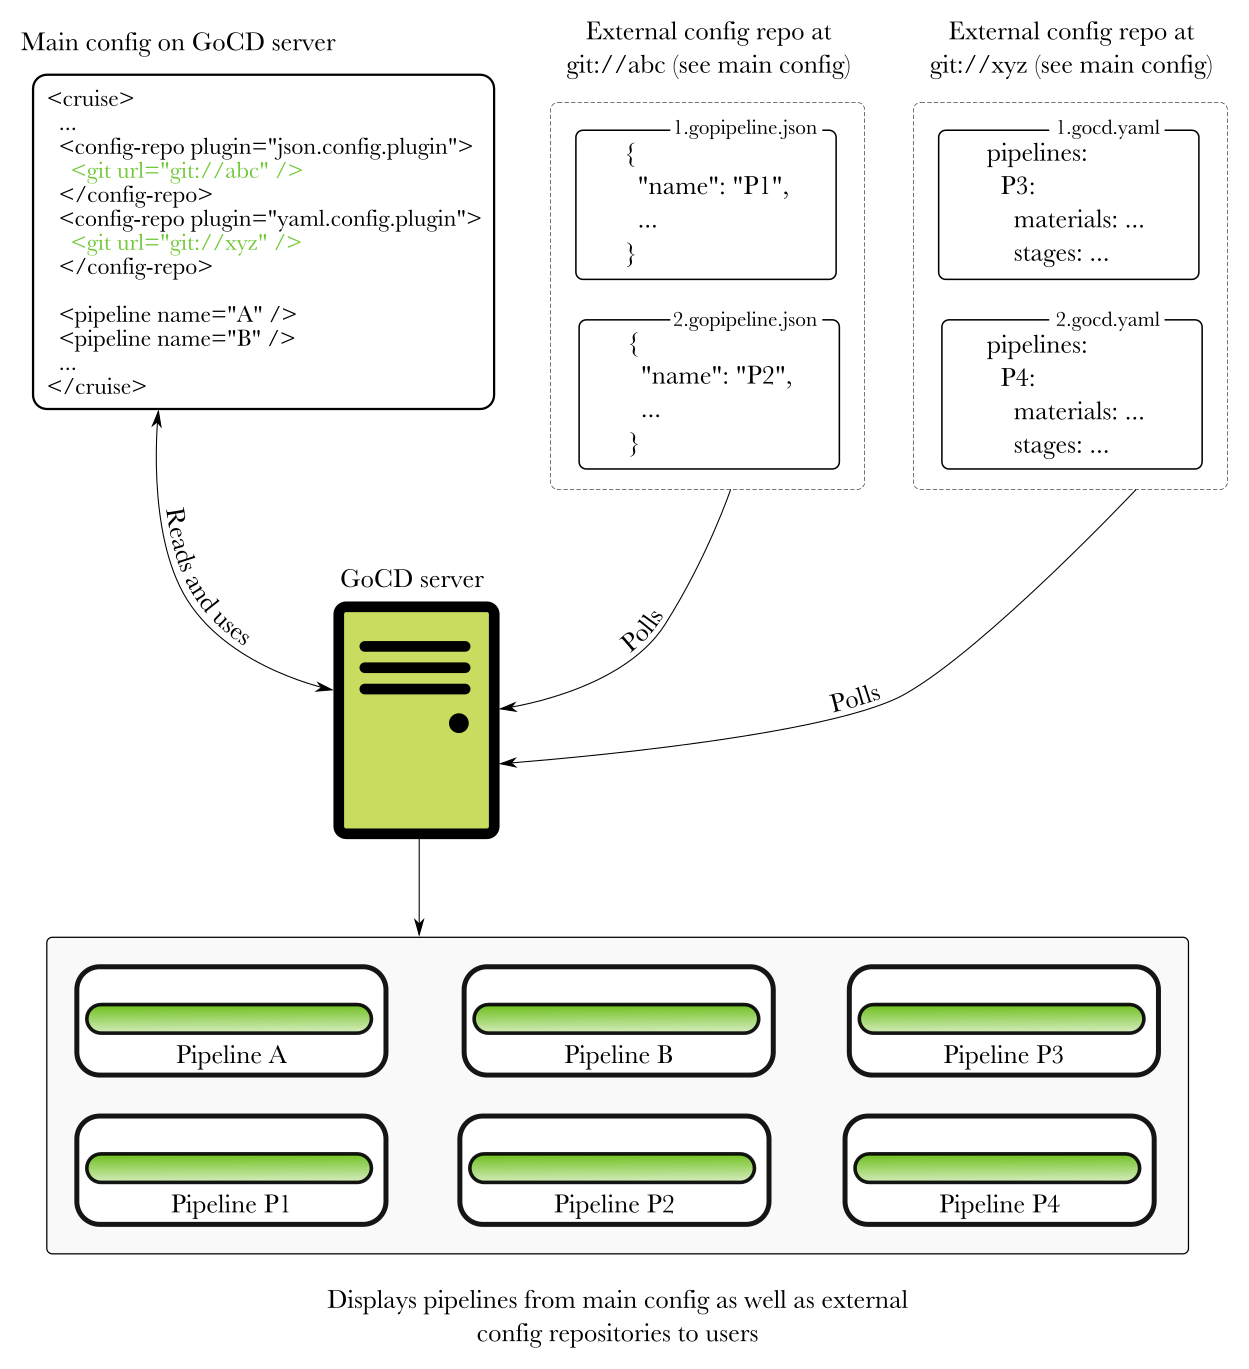 Main config on GoCD server
<cruise>
...
<config-repo plugin="json.config.plugin">
<git url="git://abc" />
</config-repo>
<config-repo plugin="yaml.config.plugin">
<git url="git://xyz" />
</config-repo>
<pipeline name="A" />
<pipeline name="B" />
...
</cruise>
External config repo at
git://abc (see main config)
1.gopipeline.json
{
"name": "P1",
...
}
2.gopipeline.json
{
"name": "P2",
...
}
External config repo at
git://xyz (see main config)
1.gocd.yaml
pipelines:
P3:
materials: ...
stages: ...
2.gocd.yaml
pipelines:
P4:
materials: ...
stages: ...
Reads and uses
GoCD server
Polls
Polls
Pipeline A
Pipeline B
Pipeline P3
Pipeline P1
Pipeline P2
Pipeline P4
Displays pipelines from main config as well as external
config repositories to users